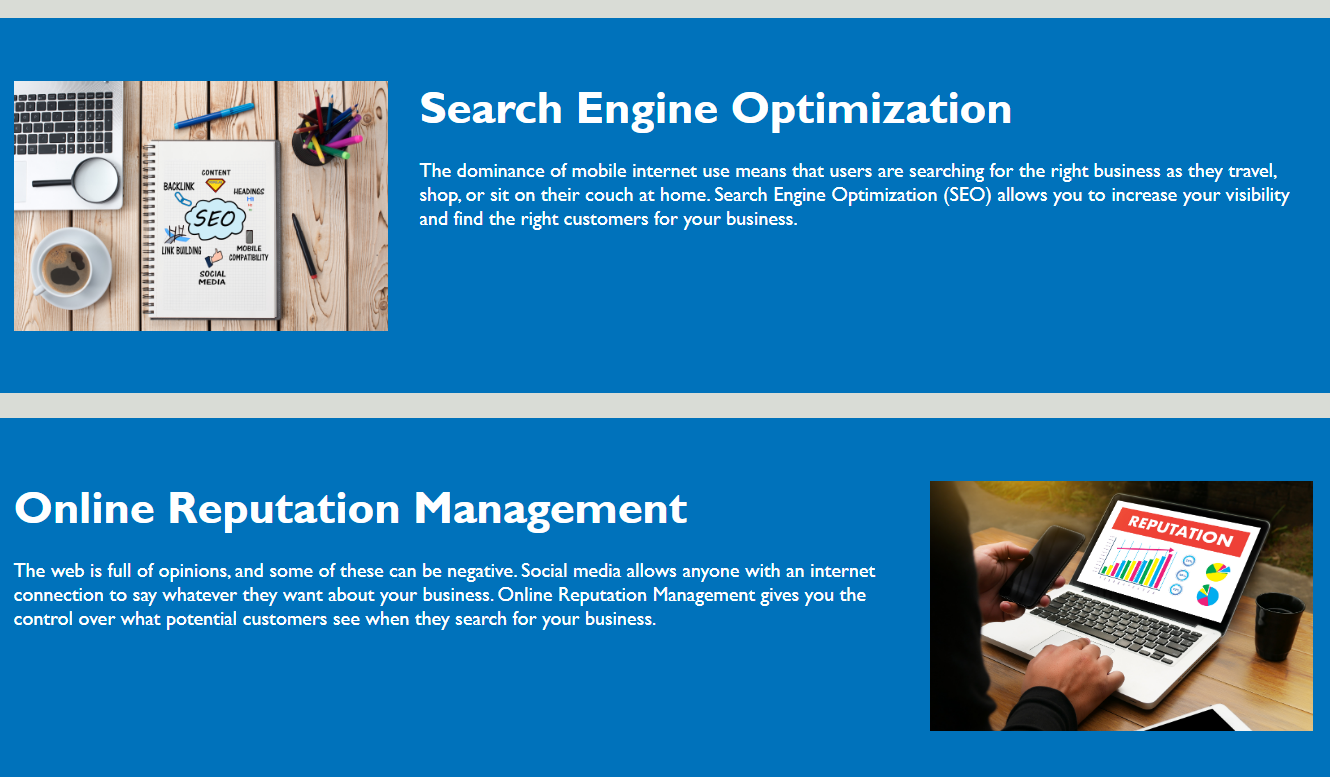 Search Engine Optimization
The dominance of mobile internet use means that users are searching for the right business as they travel,
shop, or sit on their couch at home. Search Engine Optimization (SEO) allows you to increase your visibility
and find the right customers for your business.
CONTENT
BACKLINK
HEADINGS
SEO
LINK BUILDING
MOBILE
COMPATIBILITY
SOCIAL
MEDIA
Online Reputation Management
The web is full of opinions, and some of these can be negative. Social media allows anyone with an internet
connection to say whatever they want about your business. Online Reputation Management gives you the
control over what potential customers see when they search for your business.
REPUTATION